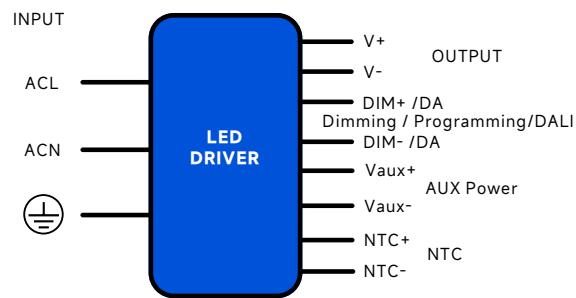 INPUT
ACL
ACN
LED
DRIVER
V+
OUTPUT
V-
DIM+ /DA
Dimming / Programming/DALI
DIM- /DA
Vaux+
AUX Power
Vaux-
NTC+
NTC
NTC-